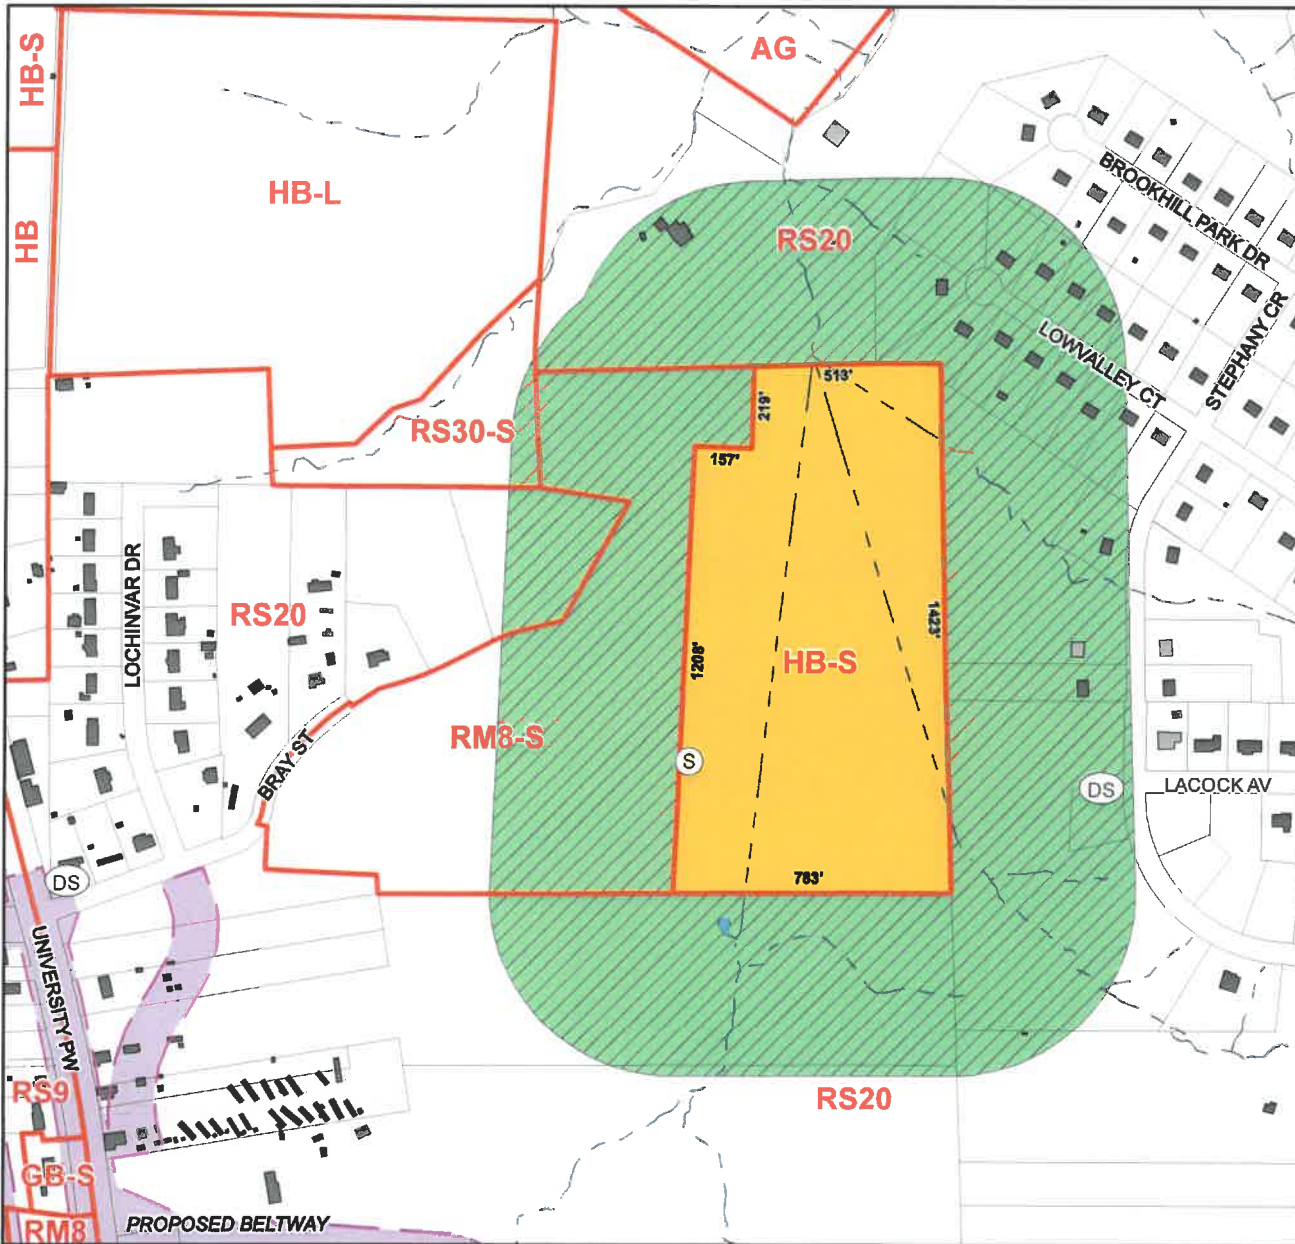 HB-S
AG
HB-L
HB
RS20
BROOKHILL PARK DR
STEPHANY CR
LOWVALLEY CT
513'
219'
RS30-S
157'
LOCHINVAR DR
RS20
1423'
1208'
HB-S
RM8-S
S
BRAY ST
DS
LACOCK AV
DS
783'
UNIVERSITY PW
RS9
RS20
GB-S
RM8
PROPOSED BELTWAY